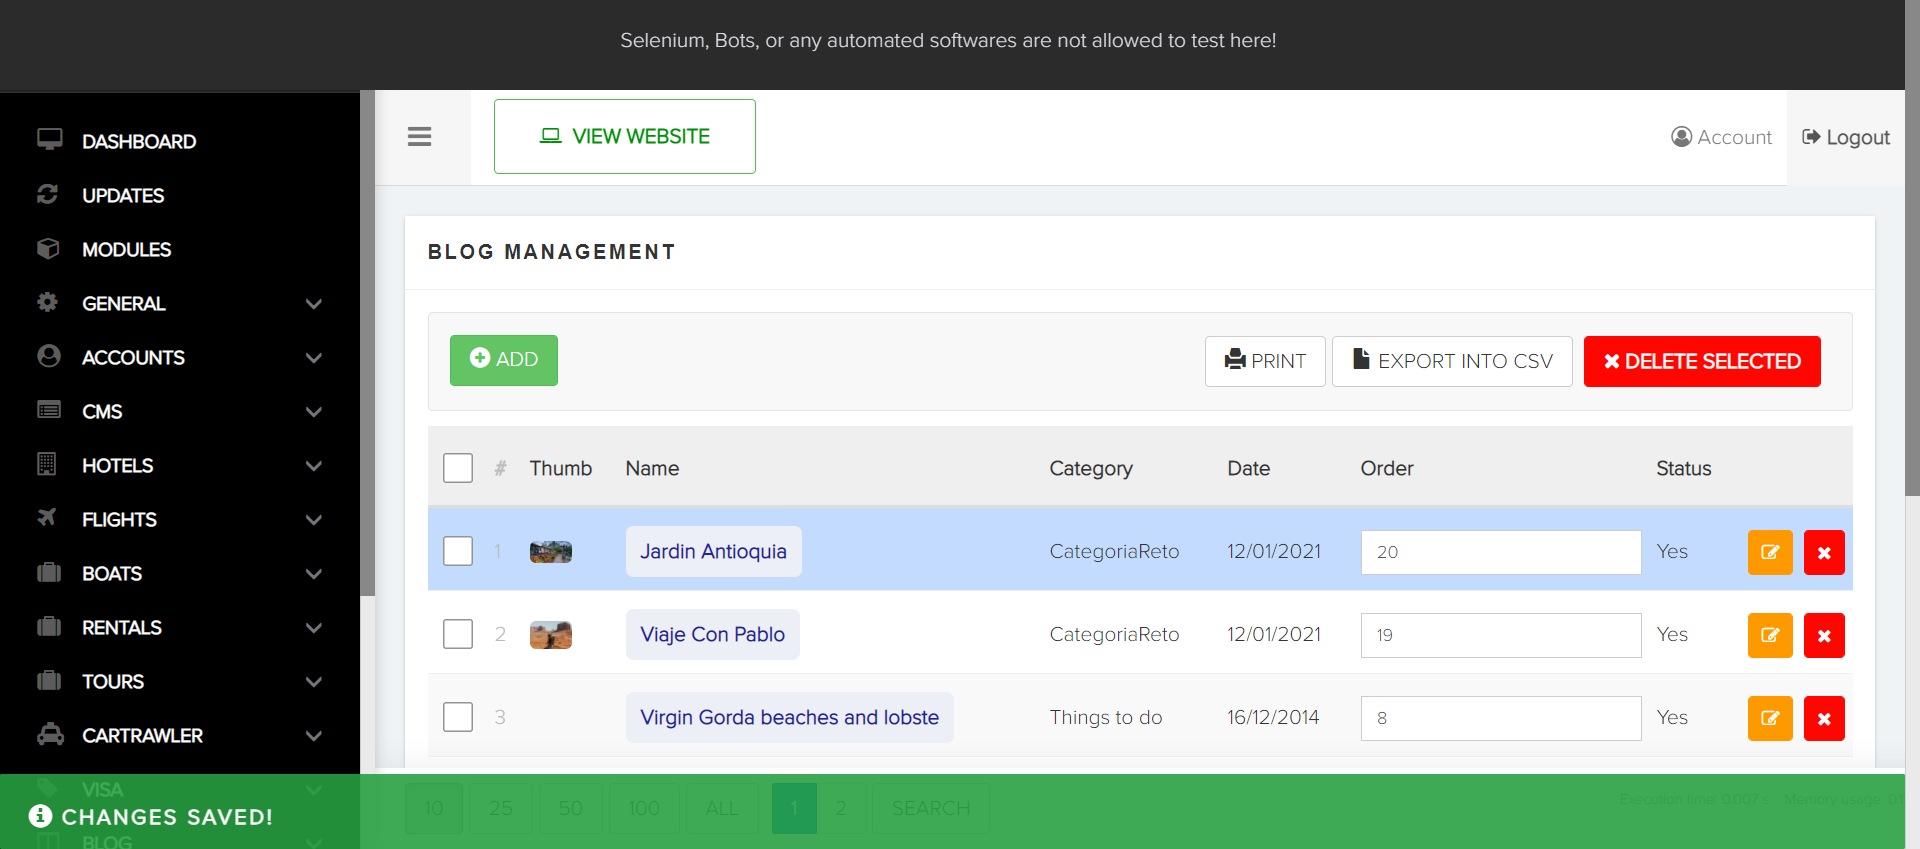 Selenium, Bots, or any automated softwares are not allowed to test here!
VIEW WEBSITE
Account
Logout
DASHBOARD
UPDATES
MODULES
GENERAL
ACCOUNTS
CMS
HOTELS
FLIGHTS
BOATS
RENTALS
TOURS
CARTRAWLER
VISA
BLOG
BLOG MANAGEMENT
ADD
PRINT
EXPORT INTO CSV
DELETE SELECTED
# Thumb Name Category Date Order Status
1 Jardin Antioquia CategoriaReto 12/01/2021 20 Yes
2 Viaje Con Pablo CategoriaReto 12/01/2021 19 Yes
3 Virgin Gorda beaches and lobste Things to do 16/12/2014 8 Yes
10 25 50 100 ALL 1 2 SEARCH
Execution time: 0.007 s Memory usage:
CHANGES SAVED!